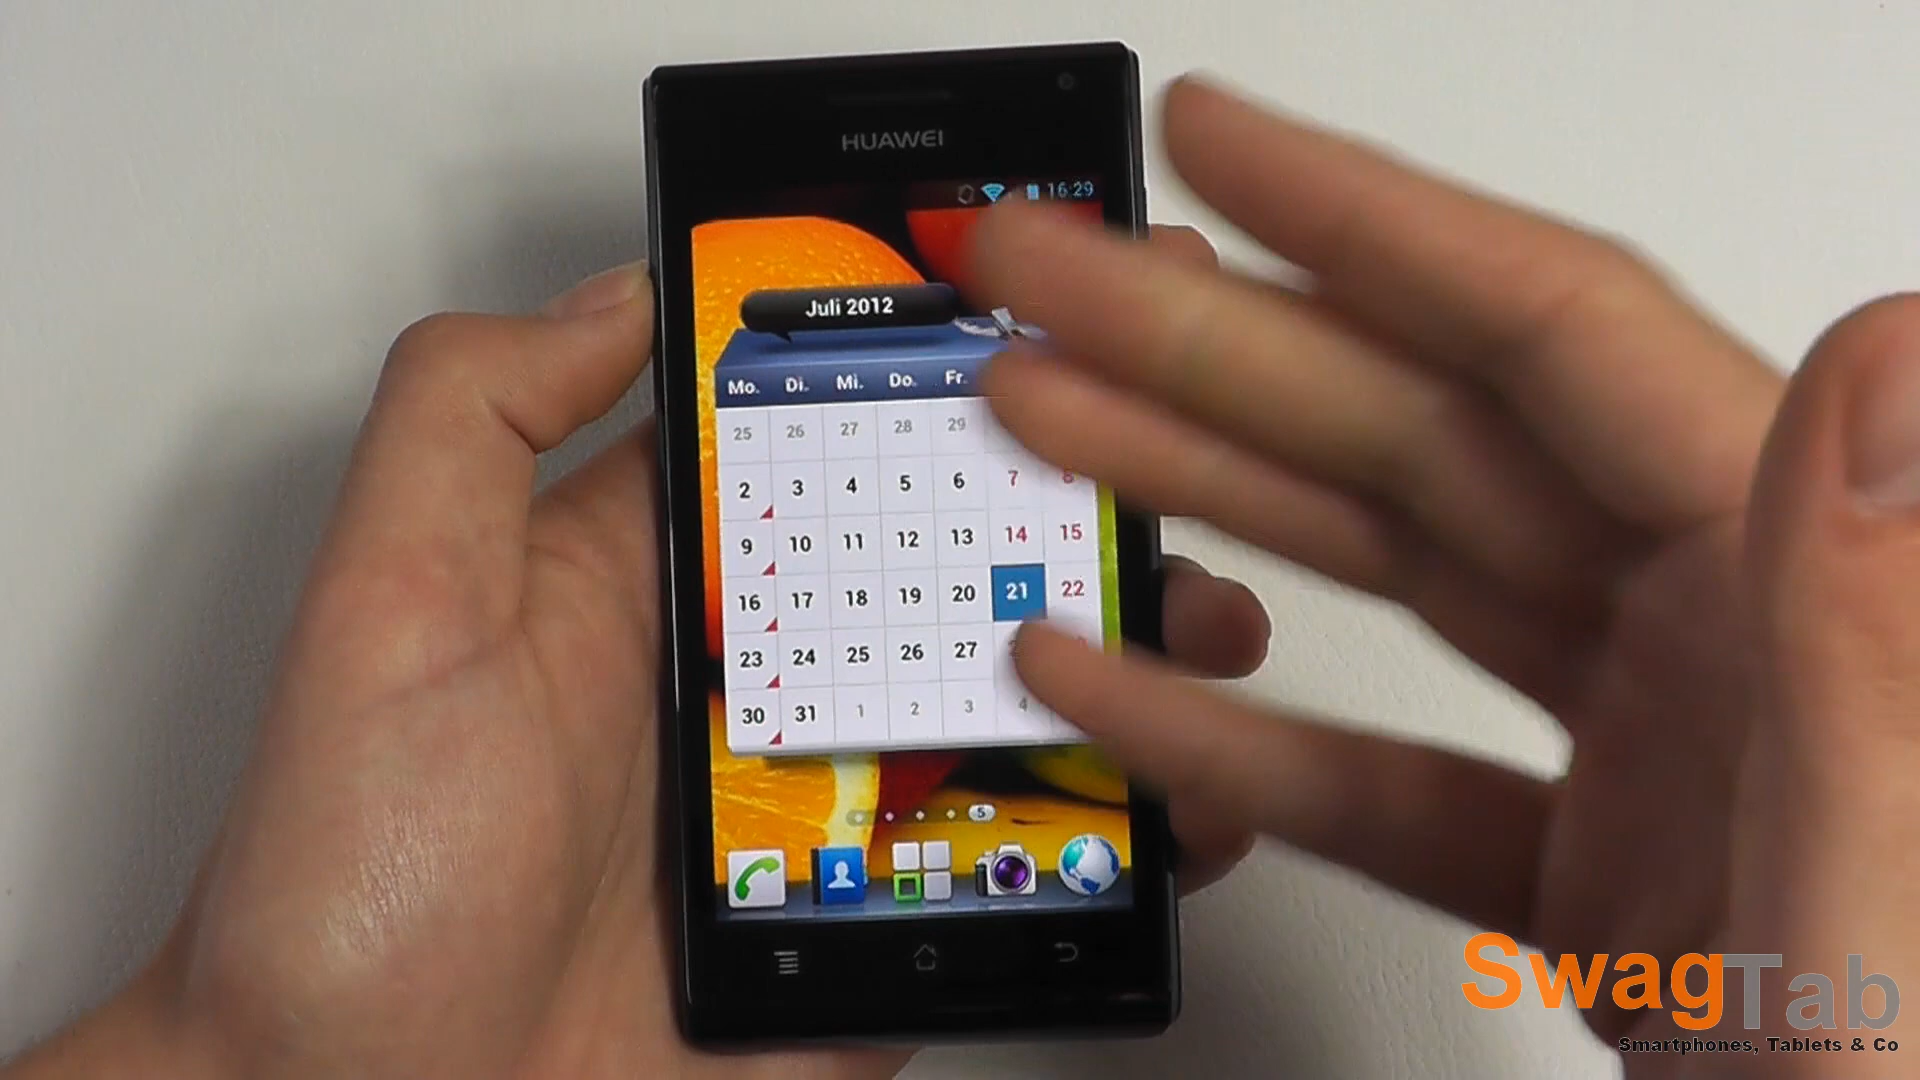 HUAWEI
16:29
Juli 2012
Mo. Di. Mi. Do. Fr.
25 26 27 28 29
2 3 4 5 6 7 8
9 10 11 12 13 14 15
16 17 18 19 20 21 22
23 24 25 26 27
30 31 1 2 3 4
5
SwagTab
Smartphones, Tablets & Co